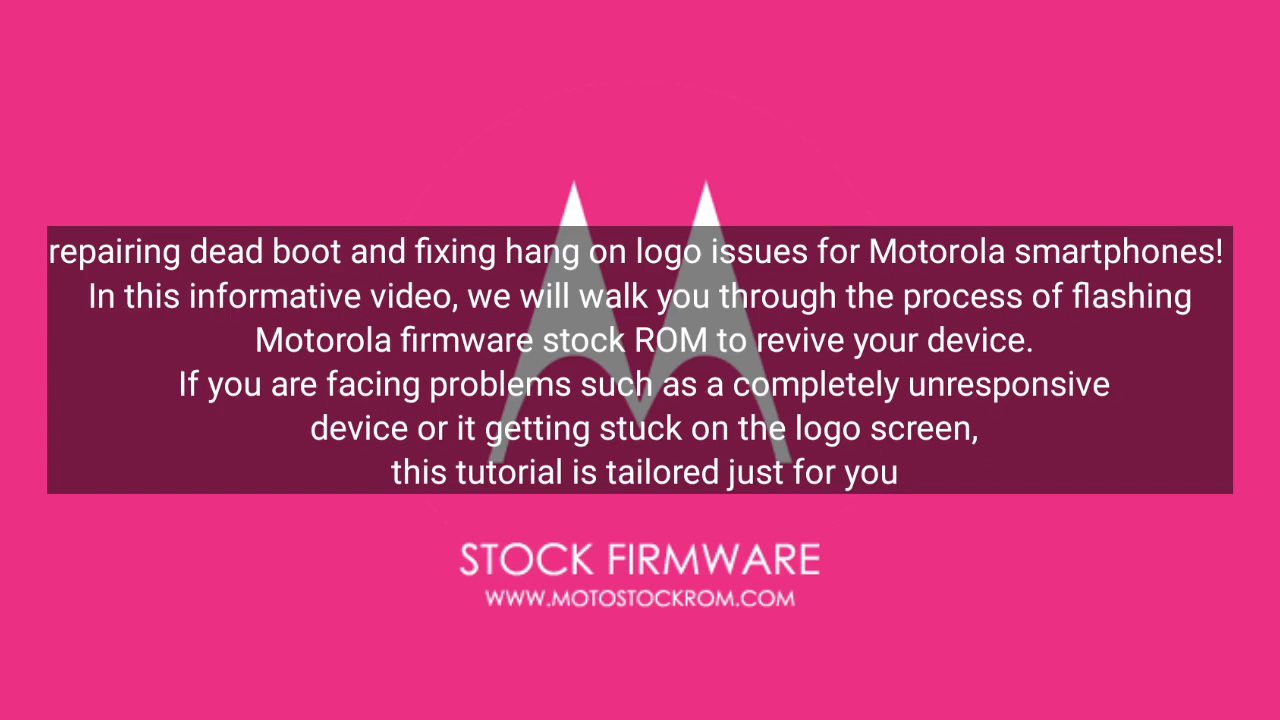 repairing dead boot and fixing hang on logo issues for Motorola smartphones!
In this informative video, we will walk you through the process of flashing
Motorola firmware stock ROM to revive your device.
If you are facing problems such as a completely unresponsive
device or it getting stuck on the logo screen,
this tutorial is tailored just for you
STOCK FIRMWARE
WWW.MOTOSTOCKROM.COM